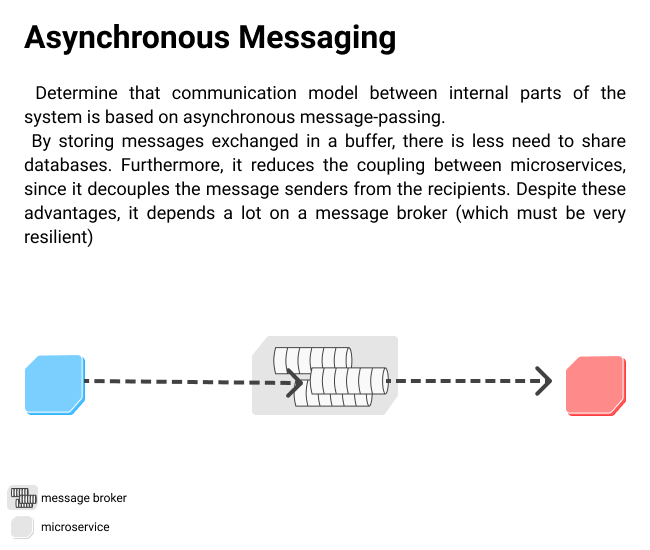 Asynchronous Messaging
Determine that communication model between internal parts of the
system is based on asynchronous message-passing.
By storing messages exchanged in a buffer, there is less need to share
databases. Furthermore, it reduces the coupling between microservices,
since it decouples the message senders from the recipients. Despite these
advantages, it depends a lot on a message broker (which must be very
resilient)
message broker
microservice